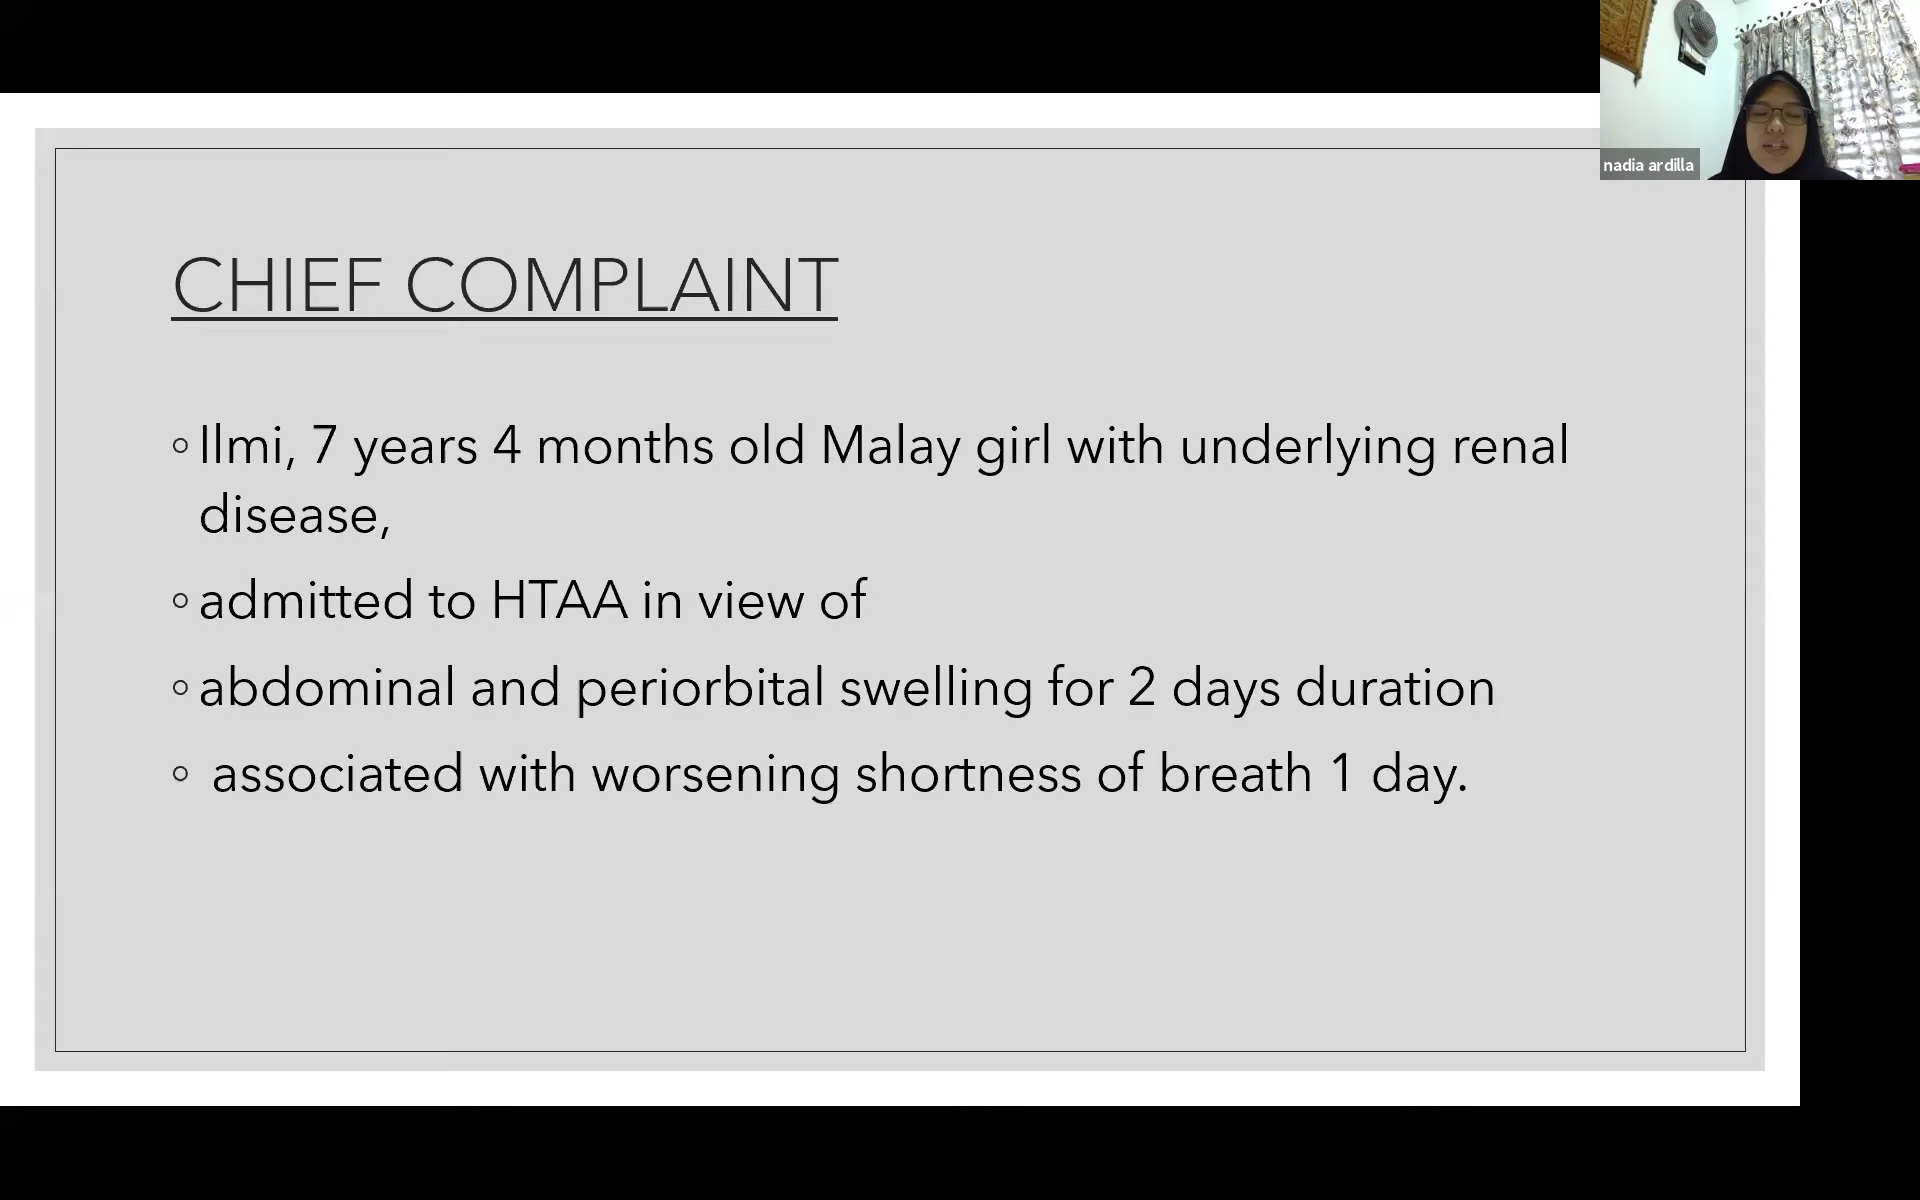 nadia ardilla
CHIEF COMPLAINT
◦ Ilmi, 7 years 4 months old Malay girl with underlying renal
disease,
◦ admitted to HTAA in view of
◦ abdominal and periorbital swelling for 2 days duration
◦ associated with worsening shortness of breath 1 day.